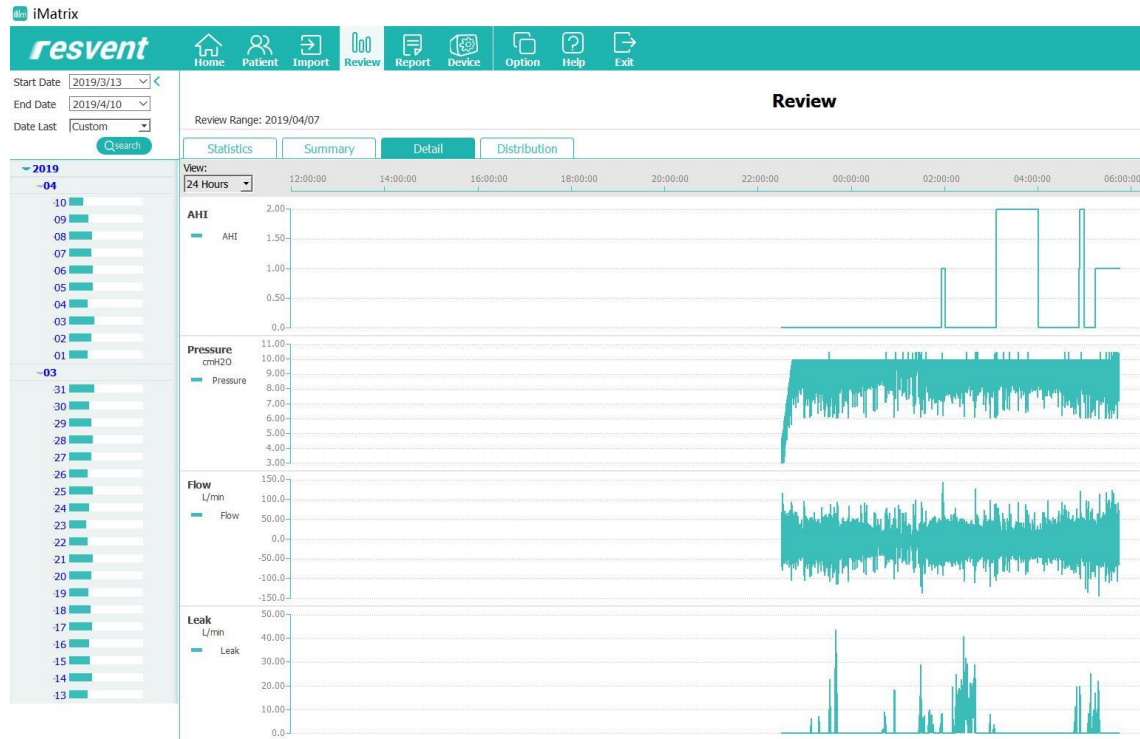 iMatrix
resvent
Home Patient Import Review Report Device Option Help Exit
Start Date 2019/3/13
End Date 2019/4/10
Date Last Custom
search
Review
Review Range: 2019/04/07
Statistics Summary Detail Distribution
2019
04
10
09
08
07
06
05
04
03
02
01
03
31
30
29
28
27
26
25
24
23
22
21
20
19
18
17
16
15
14
13
View:
24 Hours
12:00:00 14:00:00 16:00:00 18:00:00 20:00:00 22:00:00 00:00:00 02:00:00 04:00:00 06:00:00
AHI
AHI
2.00
1.50
1.00
0.50
0.0
Pressure
cmH2O
Pressure
11.00
10.00
9.00
8.00
7.00
6.00
5.00
4.00
3.00
Flow
L/min
Flow
150.0
100.0
50.00
0.0
-50.00
-100.0
-150.0
Leak
L/min
Leak
50.00
40.00
30.00
20.00
10.00
0.0